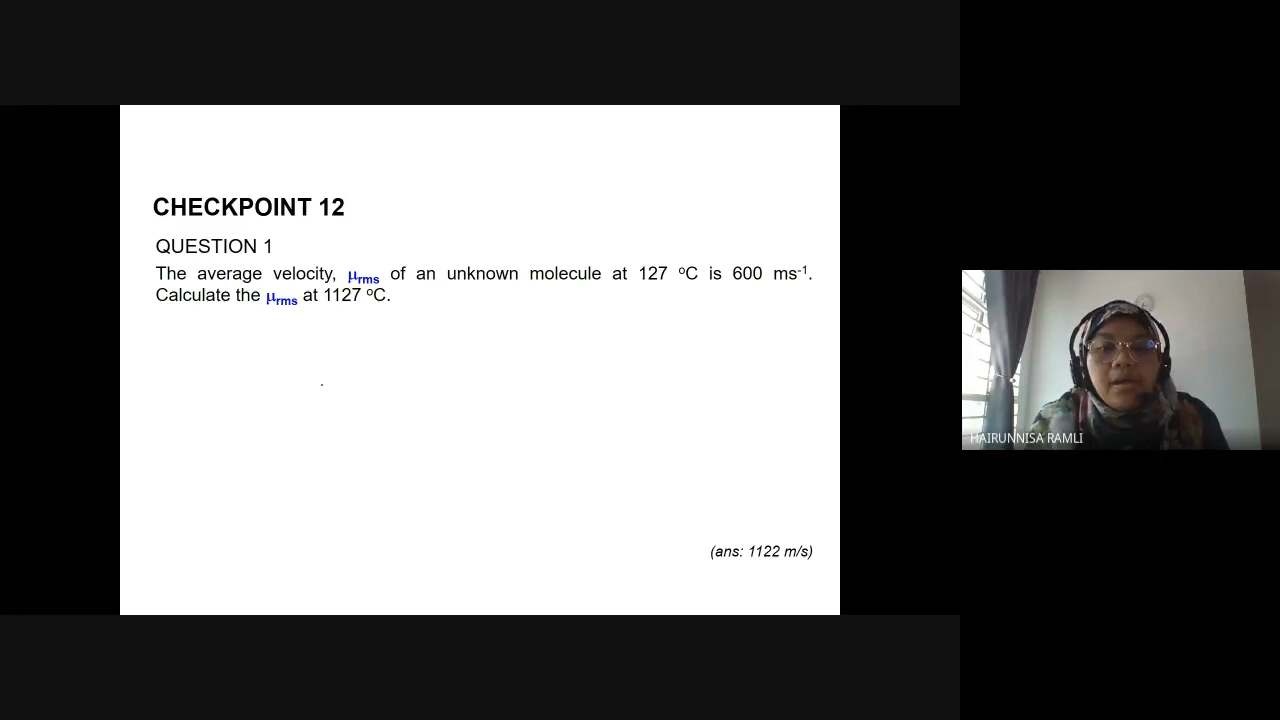 CHECKPOINT 12
QUESTION 1
The average velocity, μrms of an unknown molecule at 127 ºC is 600 ms⁻¹.
Calculate the μrms at 1127 ºC.
(ans: 1122 m/s)
HAIRUNNISA RAMLI